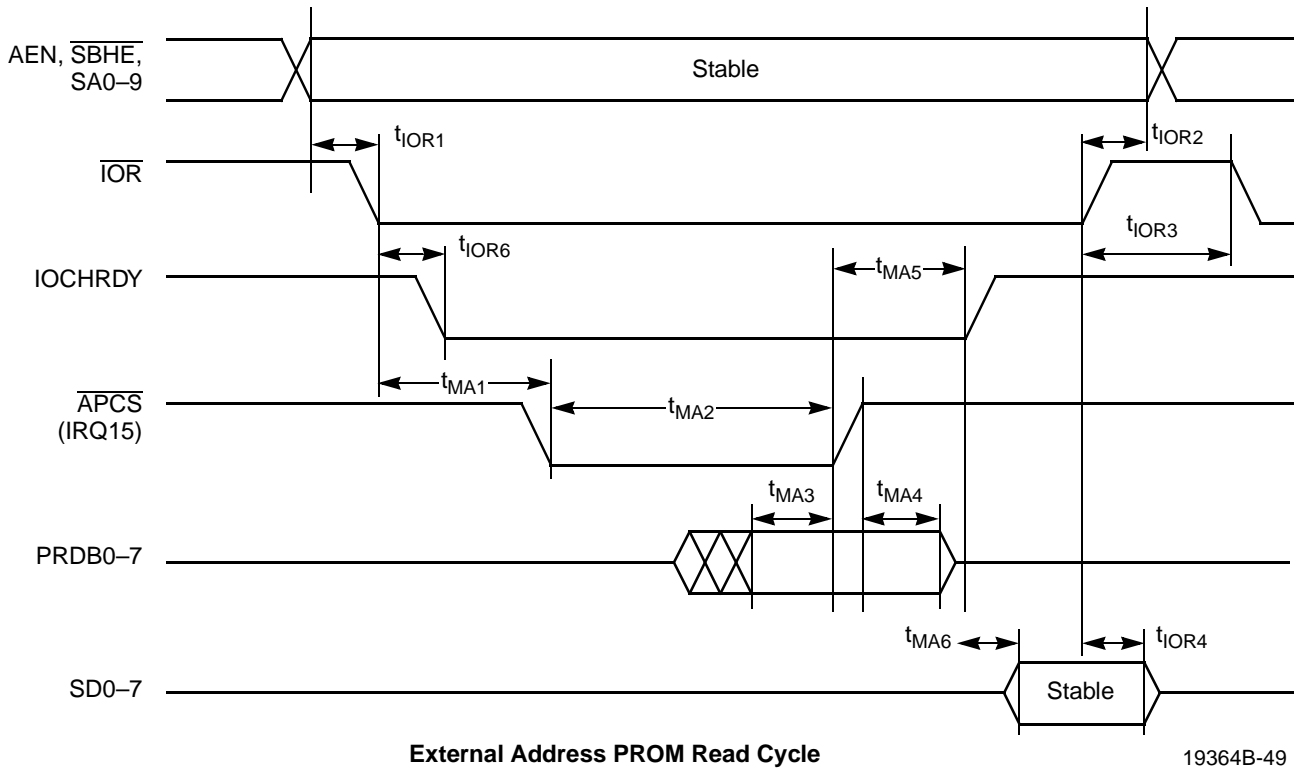 AEN, SBHE,
SA0–9
Stable
tIOR1
tIOR2
IOR
tIOR3
tIOR6
IOCHRDY
tMA5
tMA1
APCS
(IRQ15)
tMA2
tMA3
tMA4
PRDB0–7
tMA6
tIOR4
SD0–7
Stable
External Address PROM Read Cycle
19364B-49